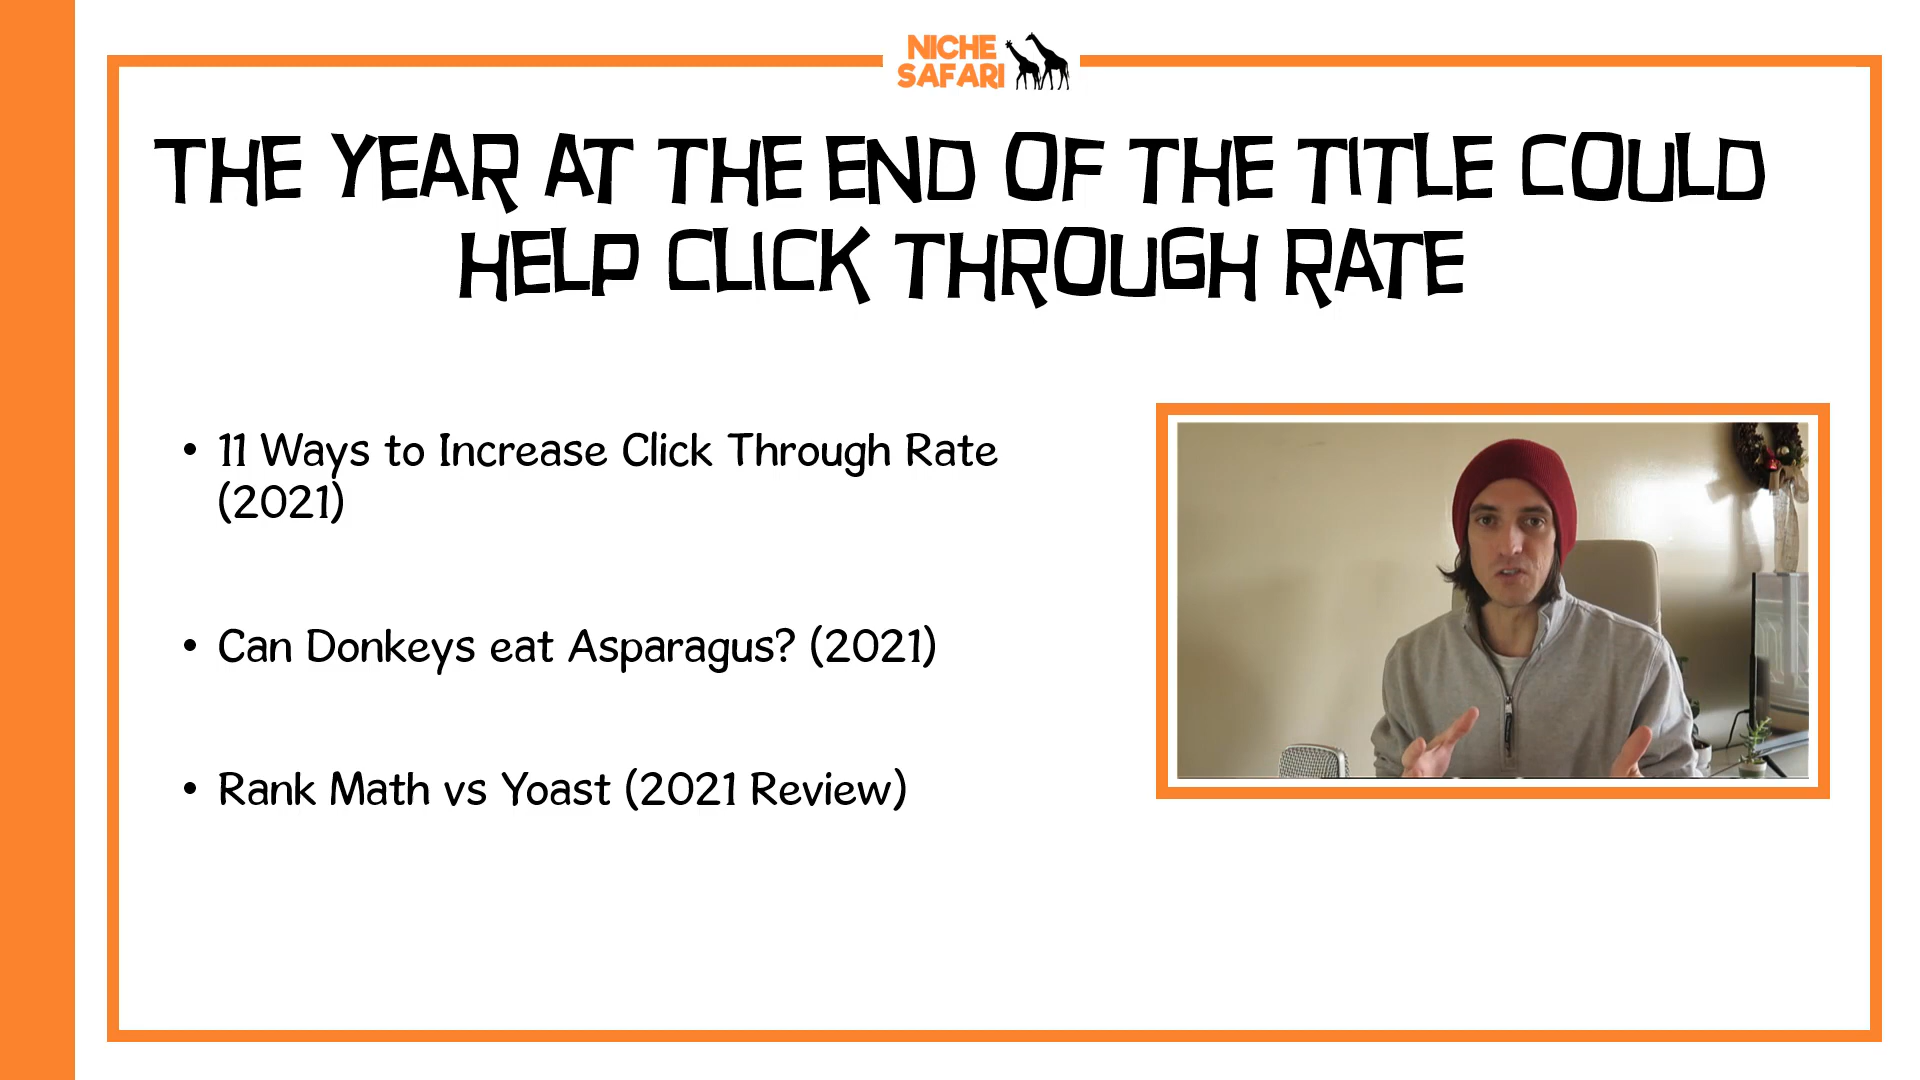 NICHE
SAFARI
THE YEAR AT THE END OF THE TITLE COULD
HELP CLICK THROUGH RATE
• 11 Ways to Increase Click Through Rate
(2021)
• Can Donkeys eat Asparagus? (2021)
• Rank Math vs Yoast (2021 Review)